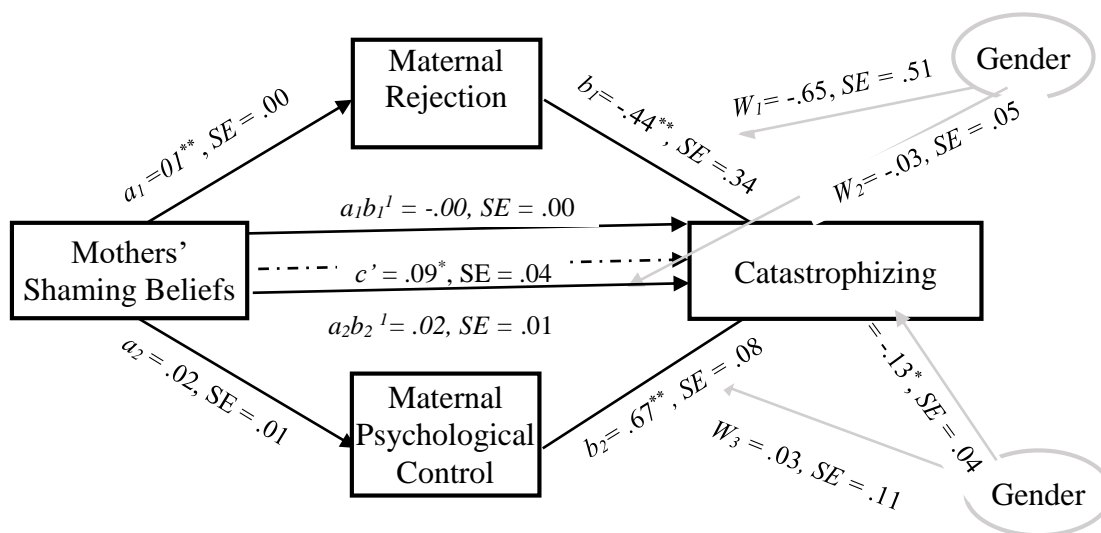 Maternal
Rejection
Gender
a₁ =01**, SE = .00
b₁= -.44**, SE =.34
W₁= -.65, SE = .51
W₂= -.03, SE = .05
a₁b₁¹ = -.00, SE = .00
Mothers’
Shaming Beliefs
c’ = .09*, SE = .04
Catastrophizing
a₂b₂ ¹= .02, SE = .01
a₂ = .02, SE = .01
Maternal
Psychological
Control
b₂= .67**, SE = .08
= -.13*, SE = .04
W₃ = .03, SE = .11
Gender